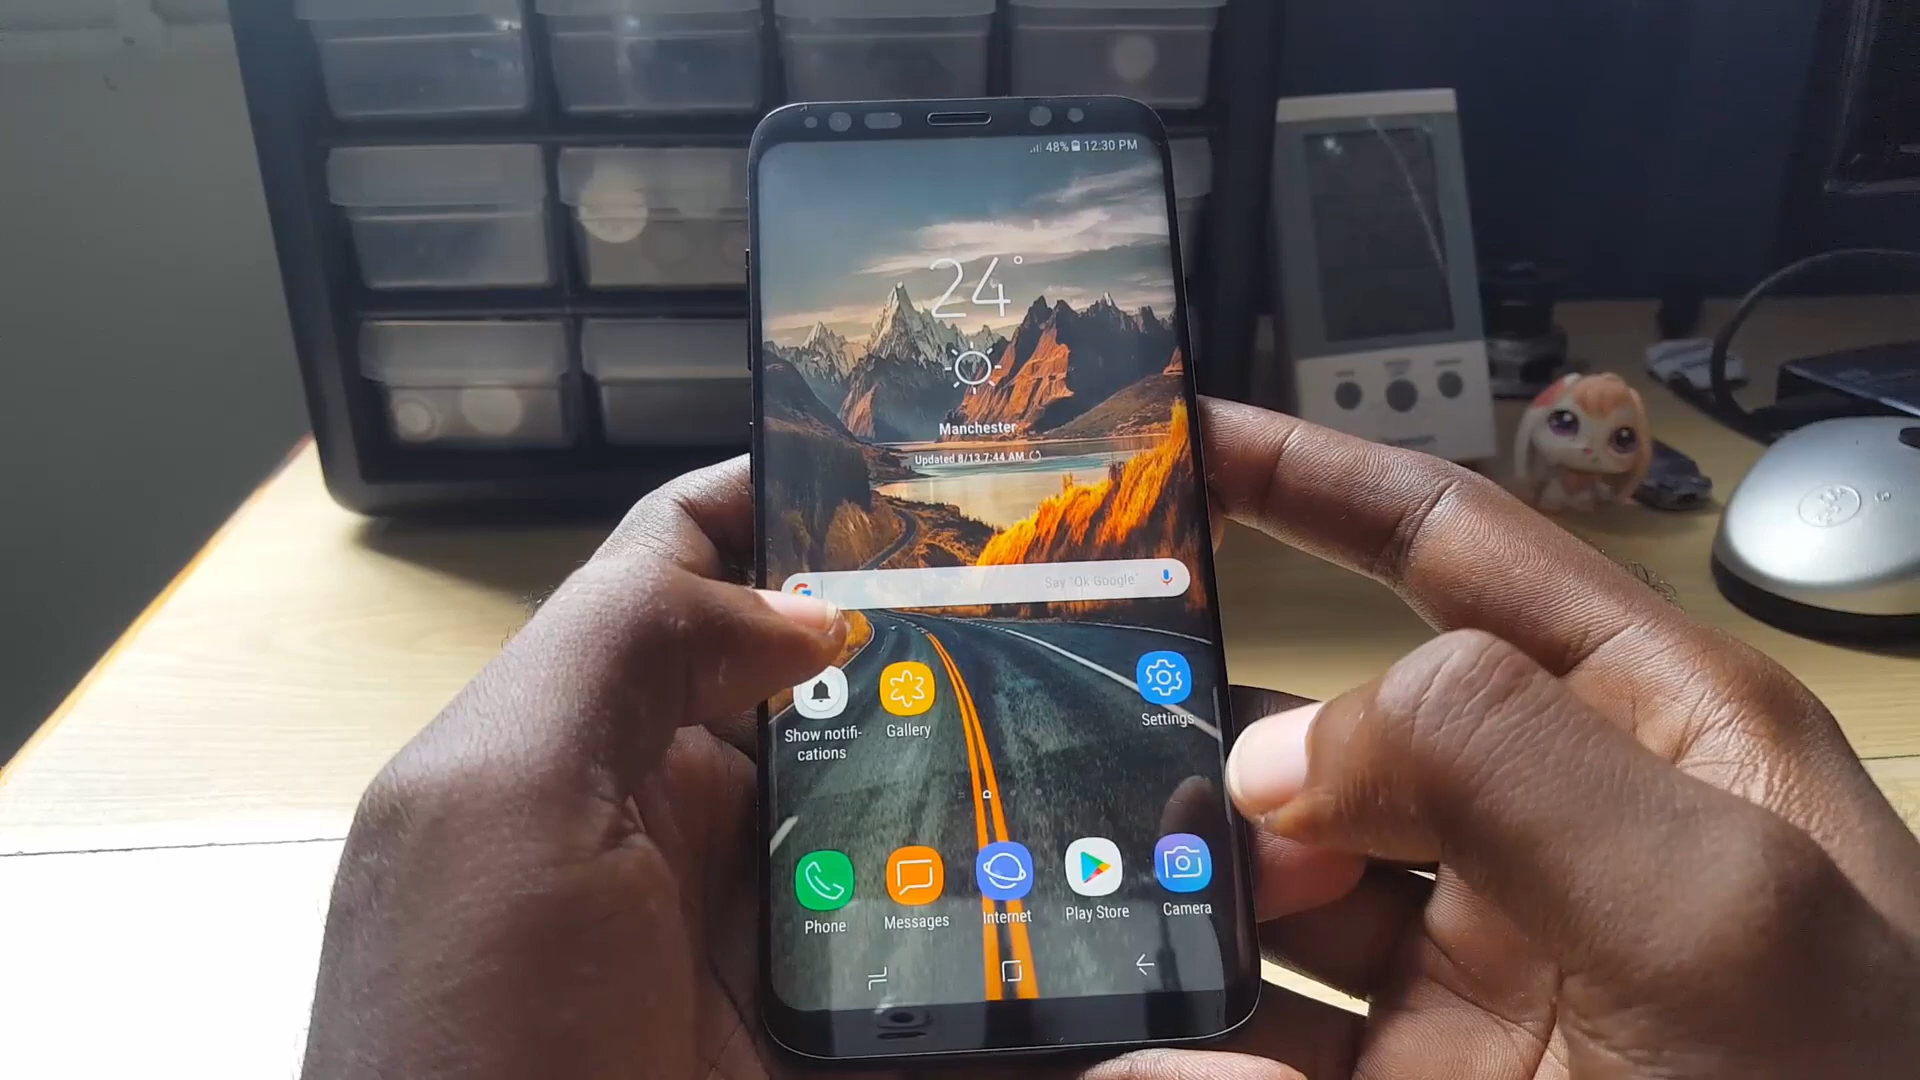 48% 12:30 PM
24°
Manchester
Updated 8/13 7:44 AM
Say "Ok Google"
Show notifi-
cations
Gallery
Settings
Phone
Messages
Internet
Play Store
Camera